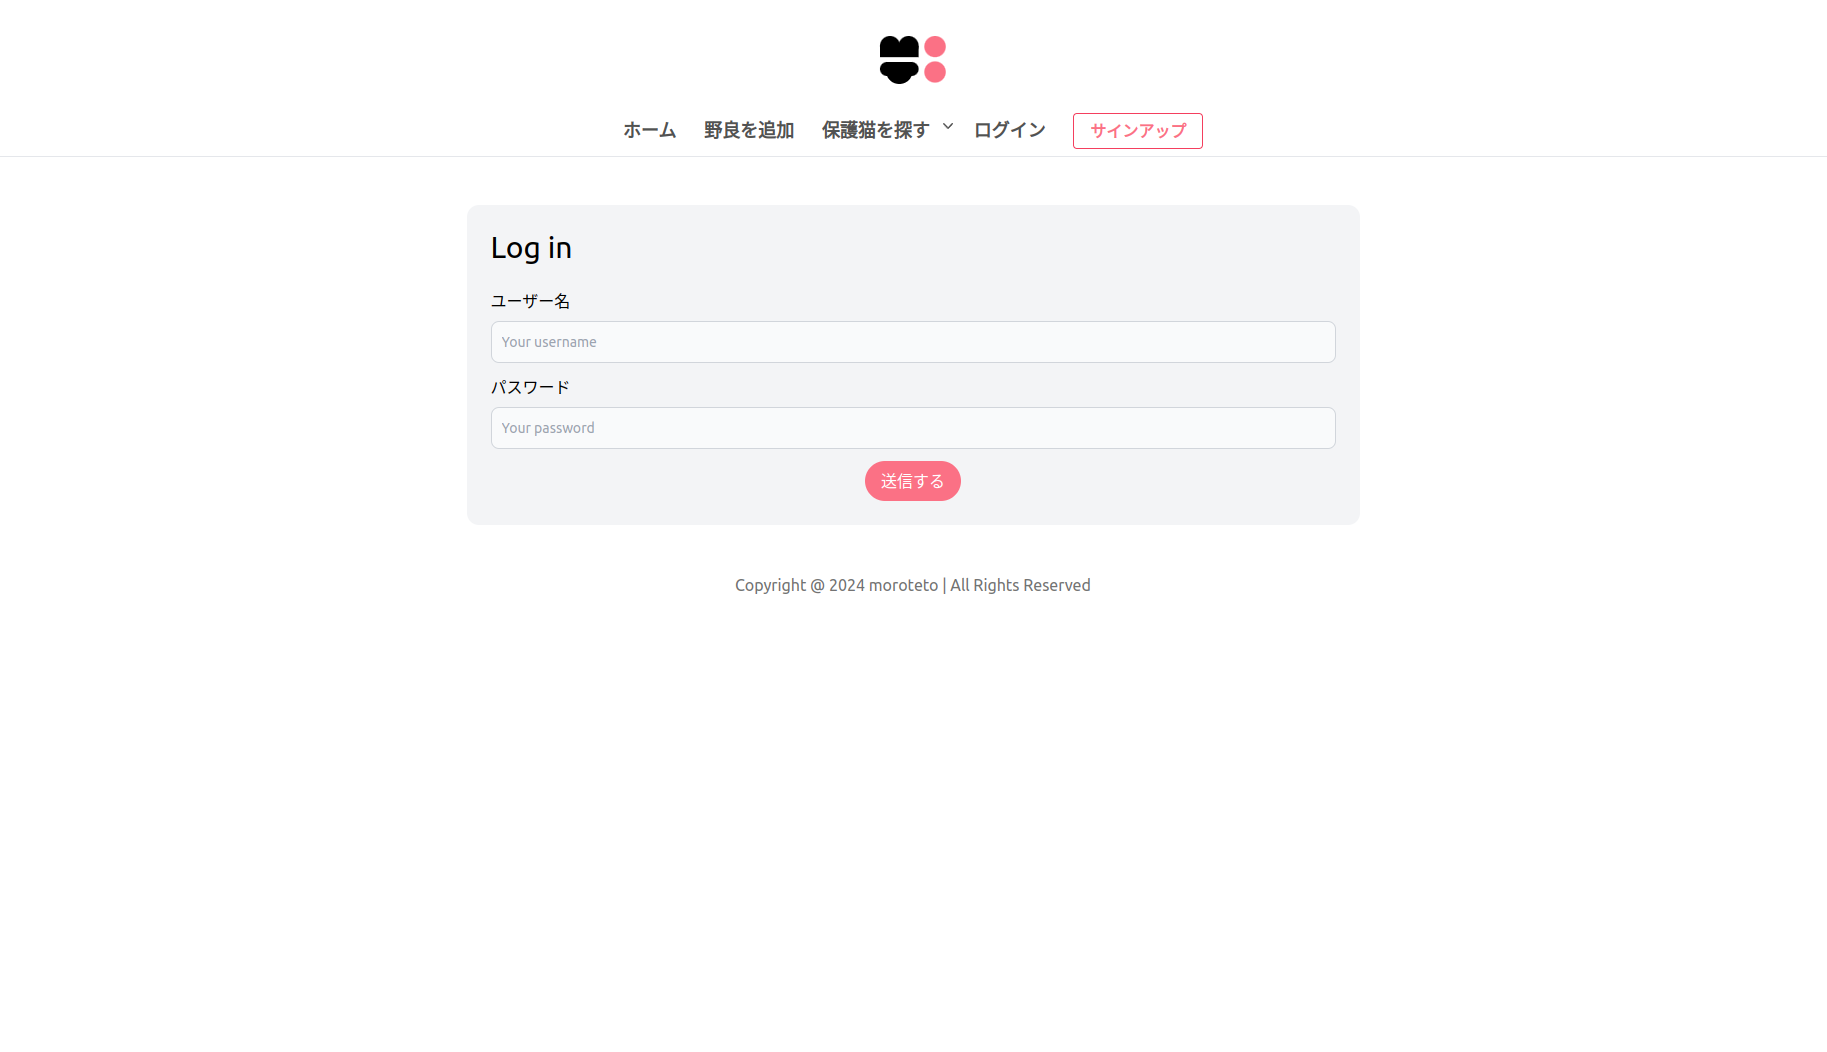 ホーム 野良を追加 保護猫を探す ログイン サインアップ
Log in
ユーザー名
Your username
パスワード
Your password
送信する
Copyright @ 2024 moroteto | All Rights Reserved